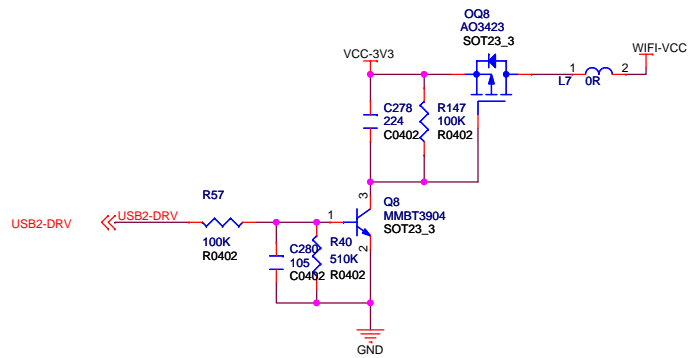 OQ8
AO3423
SOT23_3
VCC-3V3
WIFI-VCC
1
2
L7
0R
C278
224
C0402
R147
100K
R0402
R57
3
Q8
MMBT3904
SOT23_3
USB2-DRV
USB2-DRV
1
2
100K
R0402
C280
105
C0402
R40
510K
R0402
GND